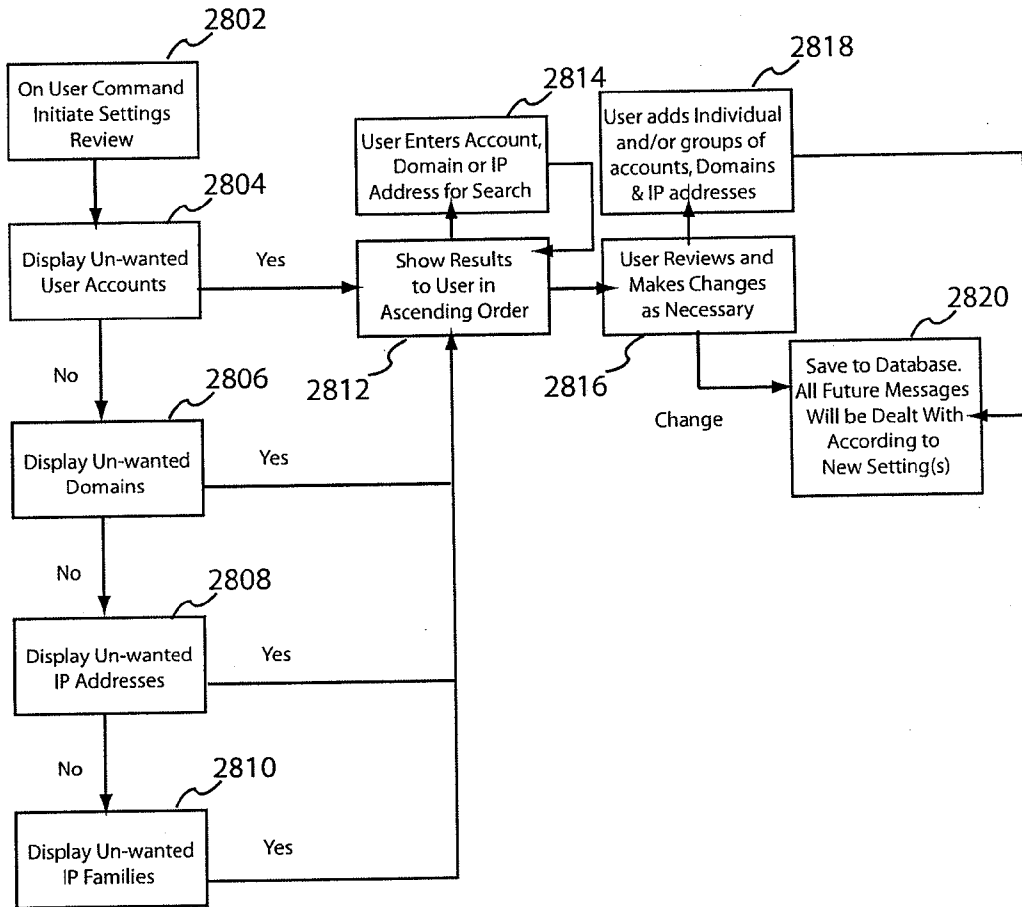 2802
On User Command
Initiate Settings
Review
2804
Display Un-wanted
User Accounts
Yes
No
2806
Display Un-wanted
Domains
Yes
No
2808
Display Un-wanted
IP Addresses
Yes
No
2810
Display Un-wanted
IP Families
Yes
2814
User Enters Account,
Domain or IP
Address for Search
Show Results
to User in
Ascending Order
2812
2818
User adds Individual
and/or groups of
accounts, Domains
& IP addresses
User Reviews and
Makes Changes
as Necessary
2816
Change
2820
Save to Database.
All Future Messages
Will be Dealt With
According to
New Setting(s)